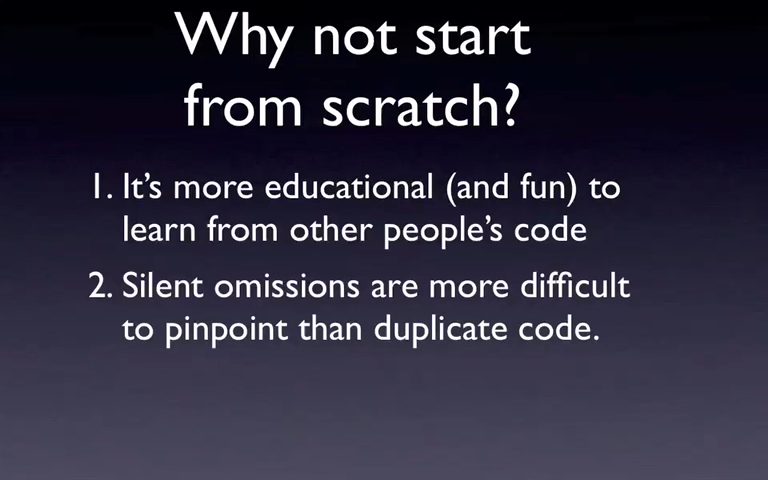 Why not start
from scratch?
1. It’s more educational (and fun) to
learn from other people’s code
2. Silent omissions are more difficult
to pinpoint than duplicate code.